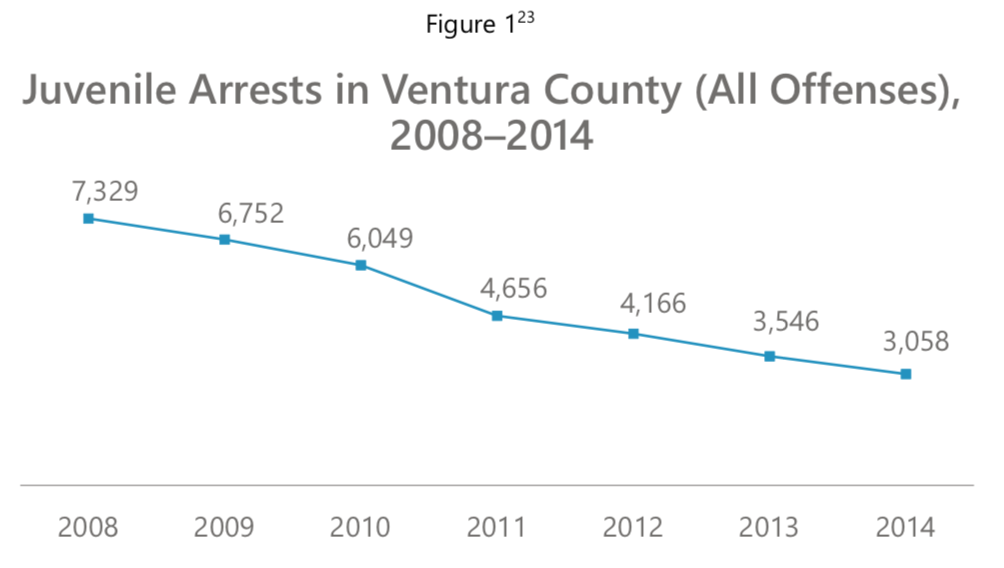 Figure 1²³
Juvenile Arrests in Ventura County (All Offenses),
2008–2014
7,329
6,752
6,049
4,656
4,166
3,546
3,058
2008 2009 2010 2011 2012 2013 2014